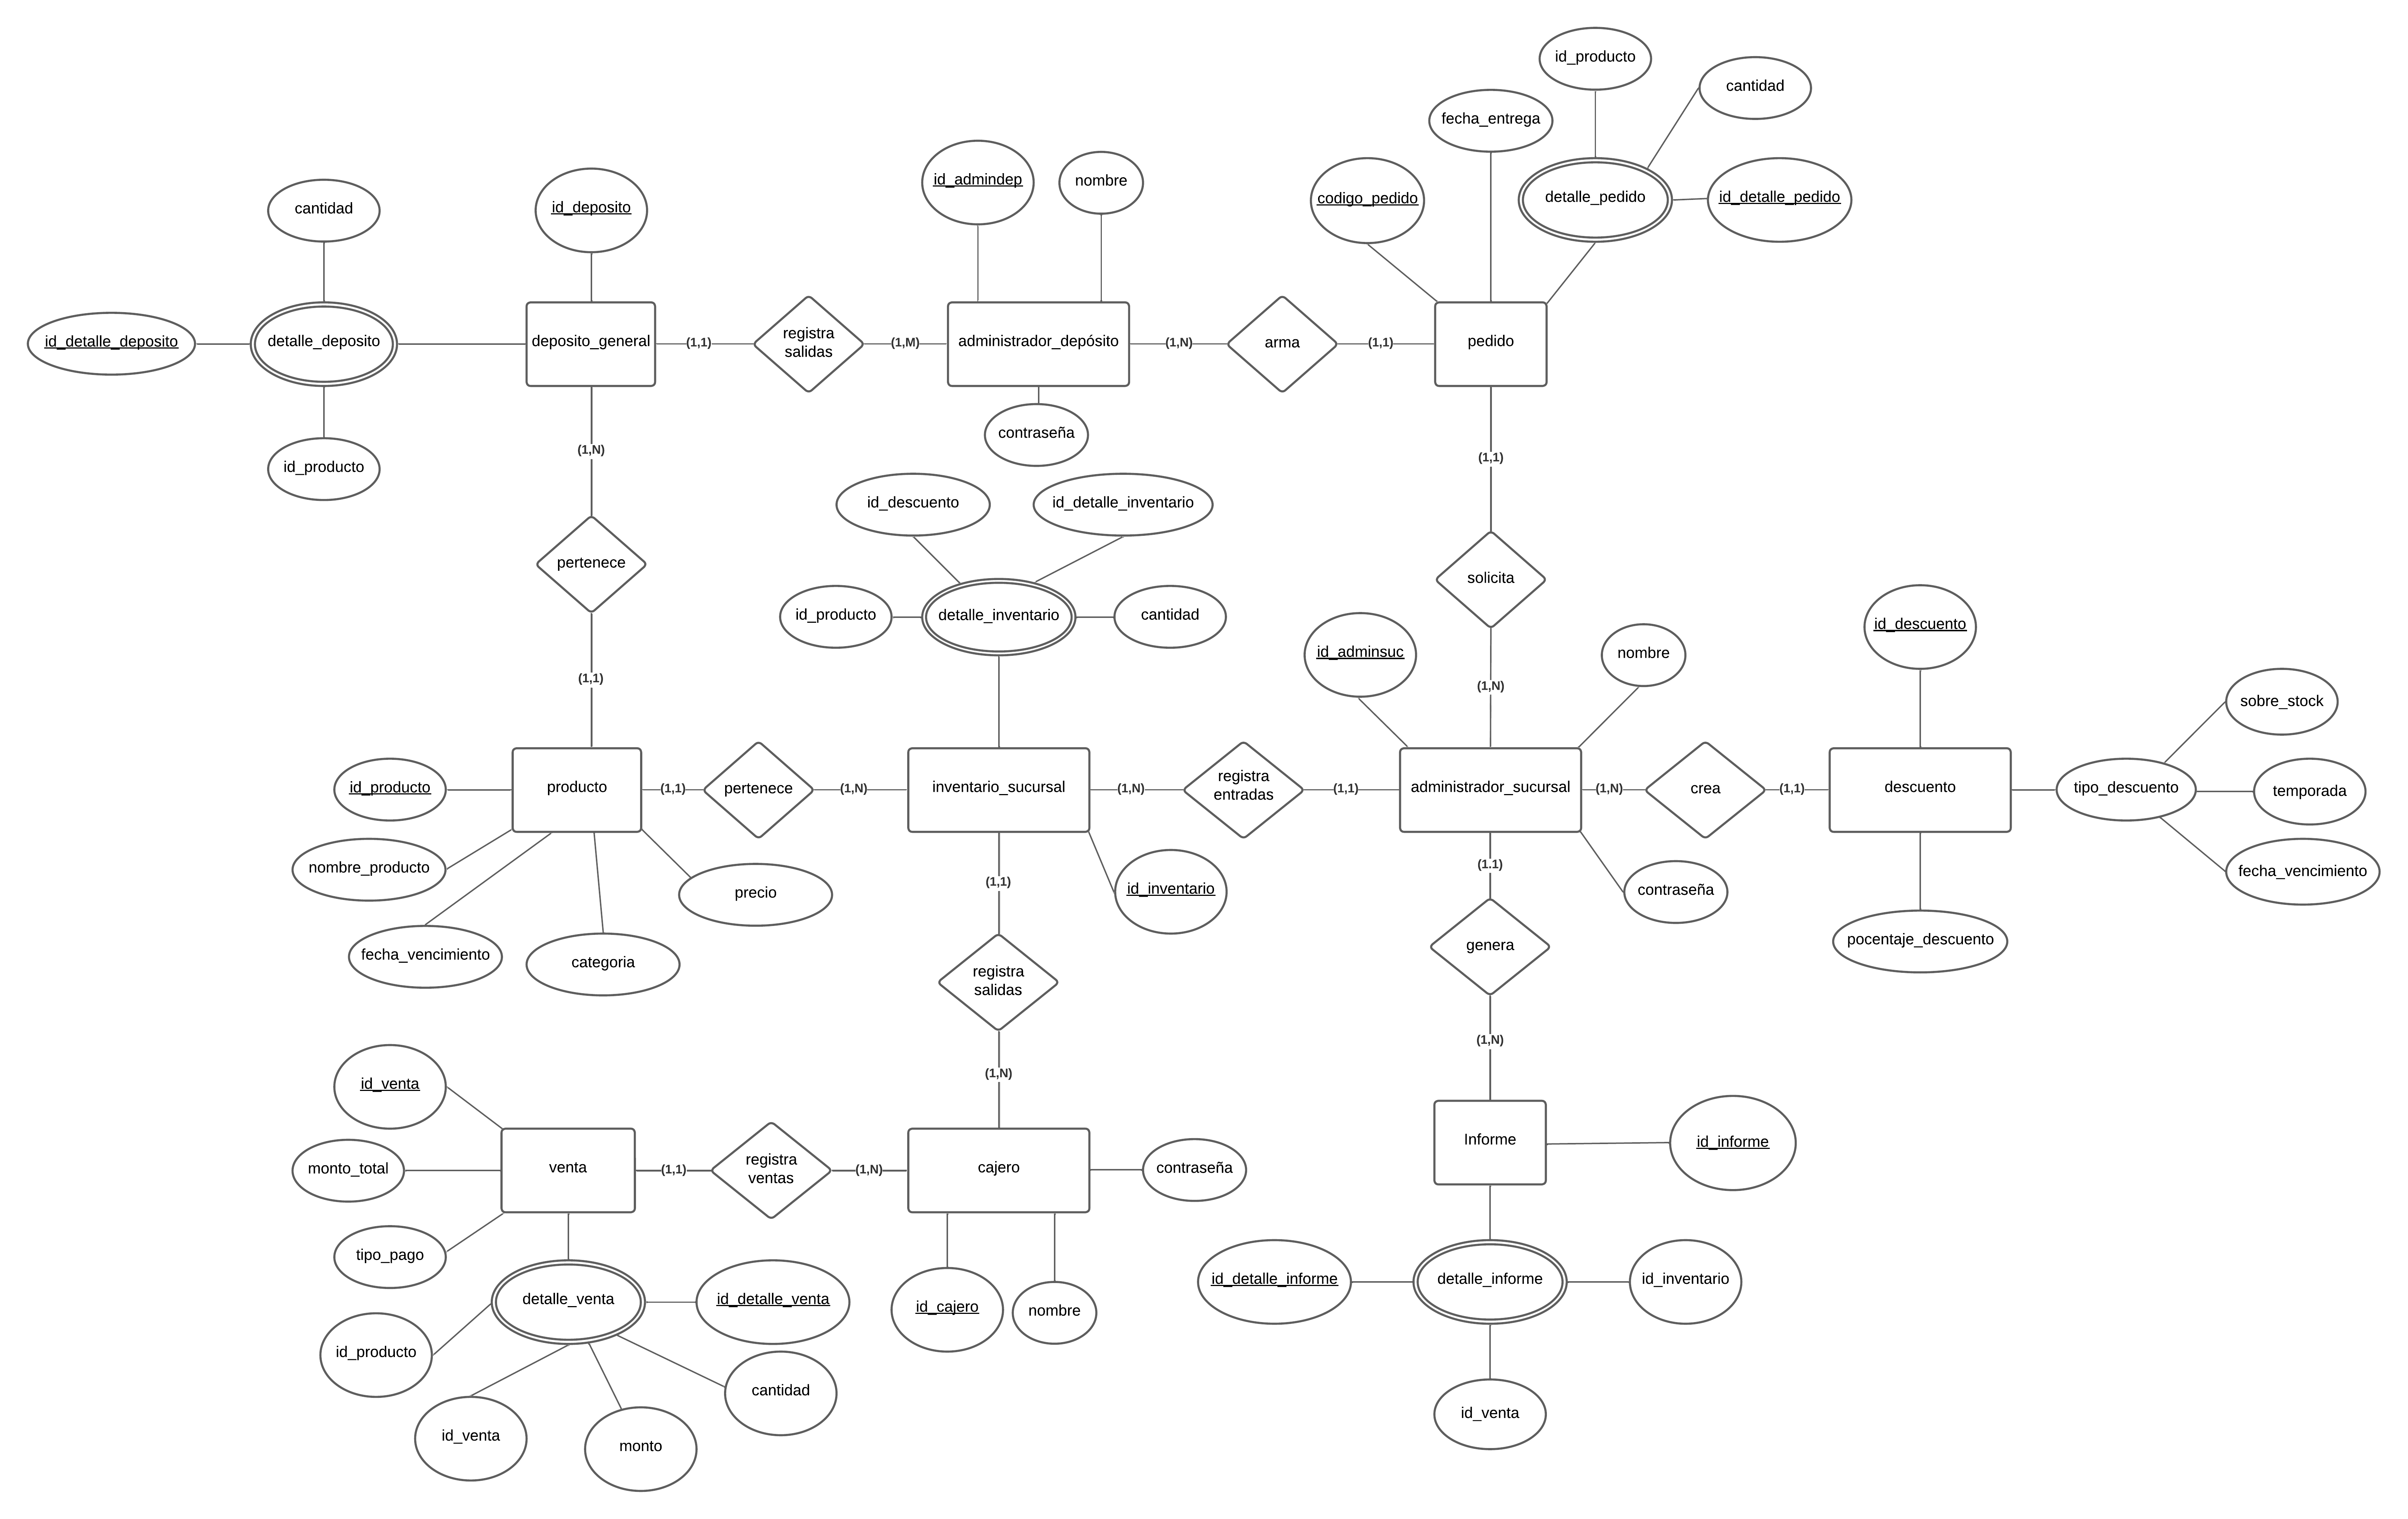 id_producto
cantidad
fecha_entrega
id_admindep
nombre
codigo_pedido
detalle_pedido
id_detalle_pedido
cantidad
id_deposito
id_detalle_deposito
detalle_deposito
deposito_general
(1,1)
registra
salidas
(1,M)
administrador_depósito
(1,N)
arma
(1,1)
pedido
contraseña
(1,N)
(1,1)
id_producto
id_descuento
id_detalle_inventario
pertenece
solicita
id_producto
detalle_inventario
cantidad
id_descuento
id_adminsuc
nombre
(1,1)
(1,N)
sobre_stock
id_producto
producto
(1,1)
pertenece
(1,N)
inventario_sucursal
(1,N)
registra
entradas
(1,1)
administrador_sucursal
(1,N)
crea
(1,1)
descuento
tipo_descuento
temporada
nombre_producto
precio
(1,1)
id_inventario
(1.1)
contraseña
fecha_vencimiento
fecha_vencimiento
categoria
registra
salidas
genera
pocentaje_descuento
(1,N)
(1,N)
id_venta
monto_total
venta
(1,1)
registra
ventas
(1,N)
cajero
contraseña
Informe
id_informe
tipo_pago
detalle_venta
id_detalle_venta
id_cajero
nombre
id_detalle_informe
detalle_informe
id_inventario
id_producto
cantidad
id_venta
monto
id_venta